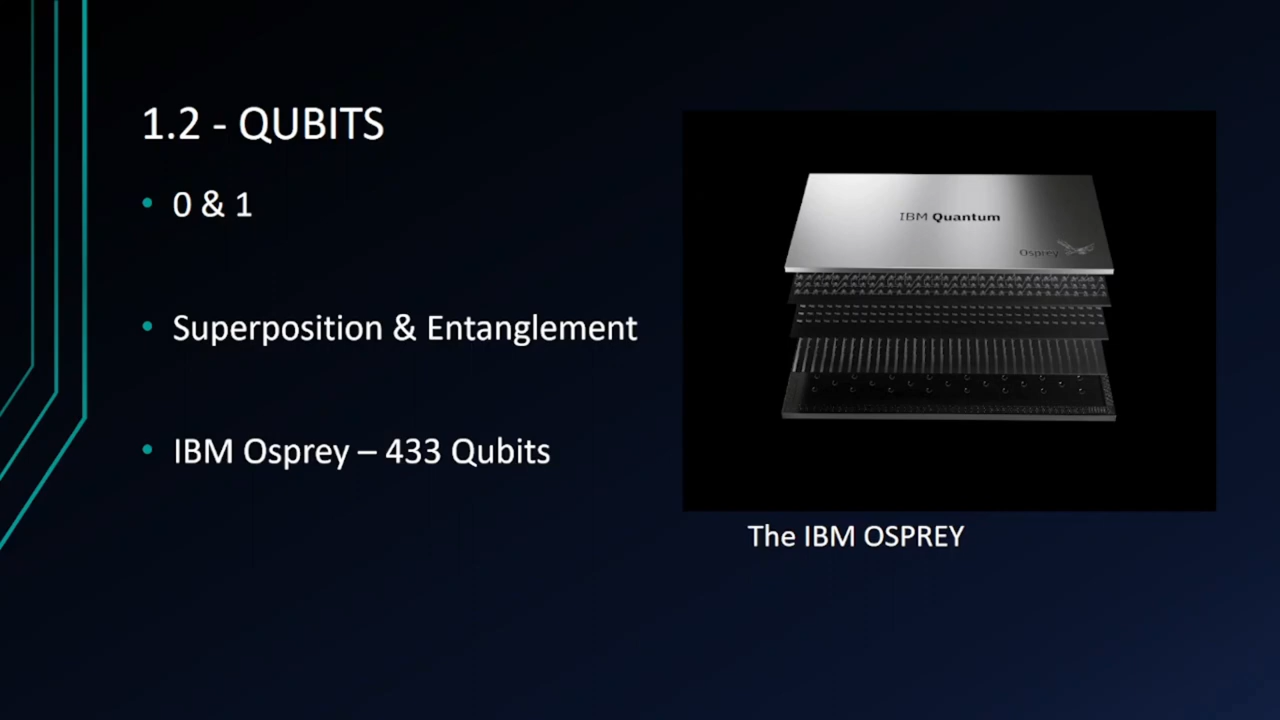 1.2 - QUBITS
• 0 & 1
• Superposition & Entanglement
• IBM Osprey – 433 Qubits
IBM Quantum
Osprey
The IBM OSPREY